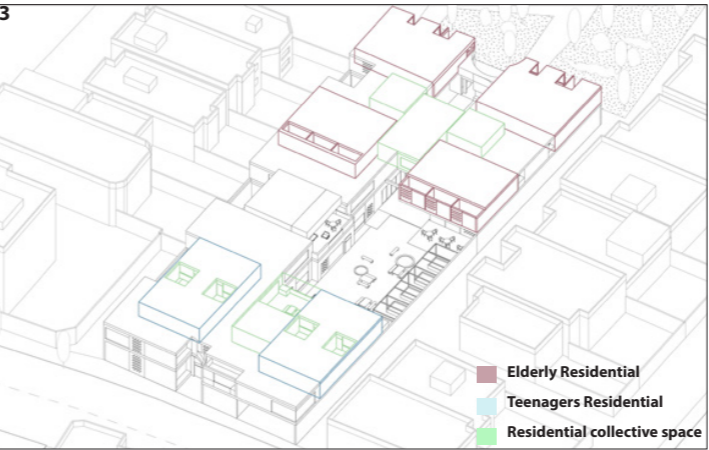 3
Elderly Residential
Teenagers Residential
Residential collective space